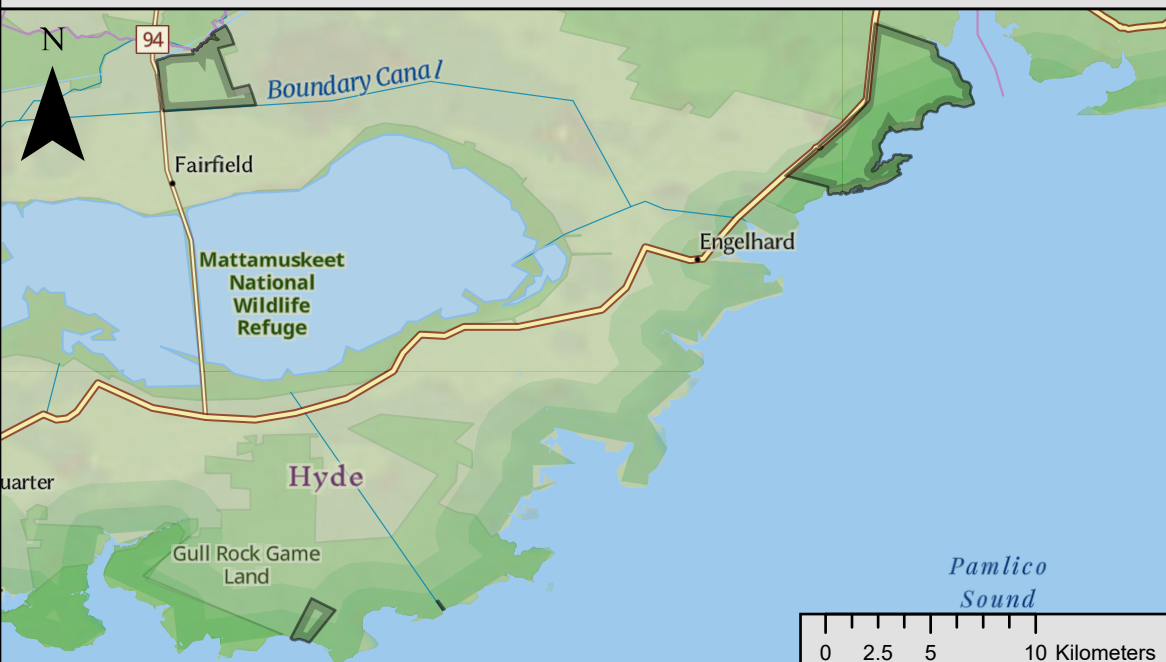 N
94
Boundary Canal
Fairfield
Engelhard
Mattamuskeet
National
Wildlife
Refuge
Hyde
uarter
Gull Rock Game
Land
Pamlico
Sound
0 2.5 5 10 Kilometers